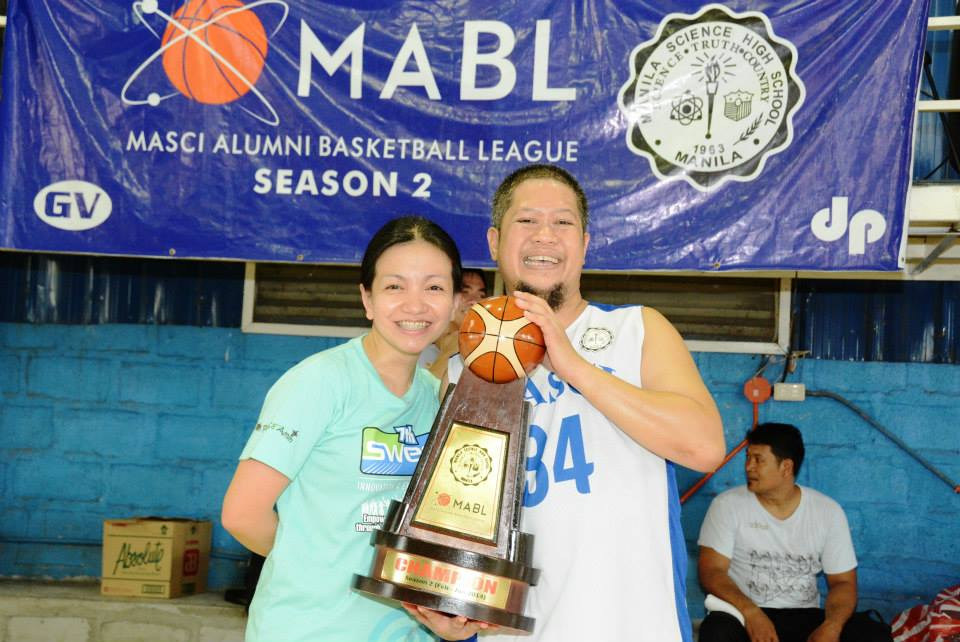 MABL
MASCI ALUMNI BASKETBALL LEAGUE
SEASON 2
GV
MANILA SCIENCE HIGH SCHOOL
SCIENCE • TRUTH • COUNTRY
1963
MANILA
dp
34
MABL
CHAMPION
Absolute